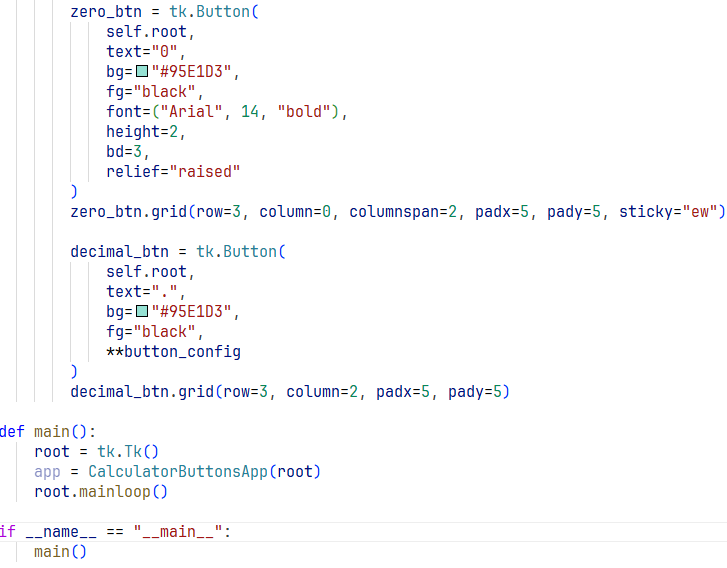 zero_btn = tk.Button(
            self.root,
            text="0",
            bg="#95E1D3",
            fg="black",
            font=("Arial", 14, "bold"),
            height=2,
            bd=3,
            relief="raised"
        )
        zero_btn.grid(row=3, column=0, columnspan=2, padx=5, pady=5, sticky="ew")

        decimal_btn = tk.Button(
            self.root,
            text=".",
            bg="#95E1D3",
            fg="black",
            **button_config
        )
        decimal_btn.grid(row=3, column=2, padx=5, pady=5)

def main():
    root = tk.Tk()
    app = CalculatorButtonsApp(root)
    root.mainloop()

if __name__ == "__main__":
    main()